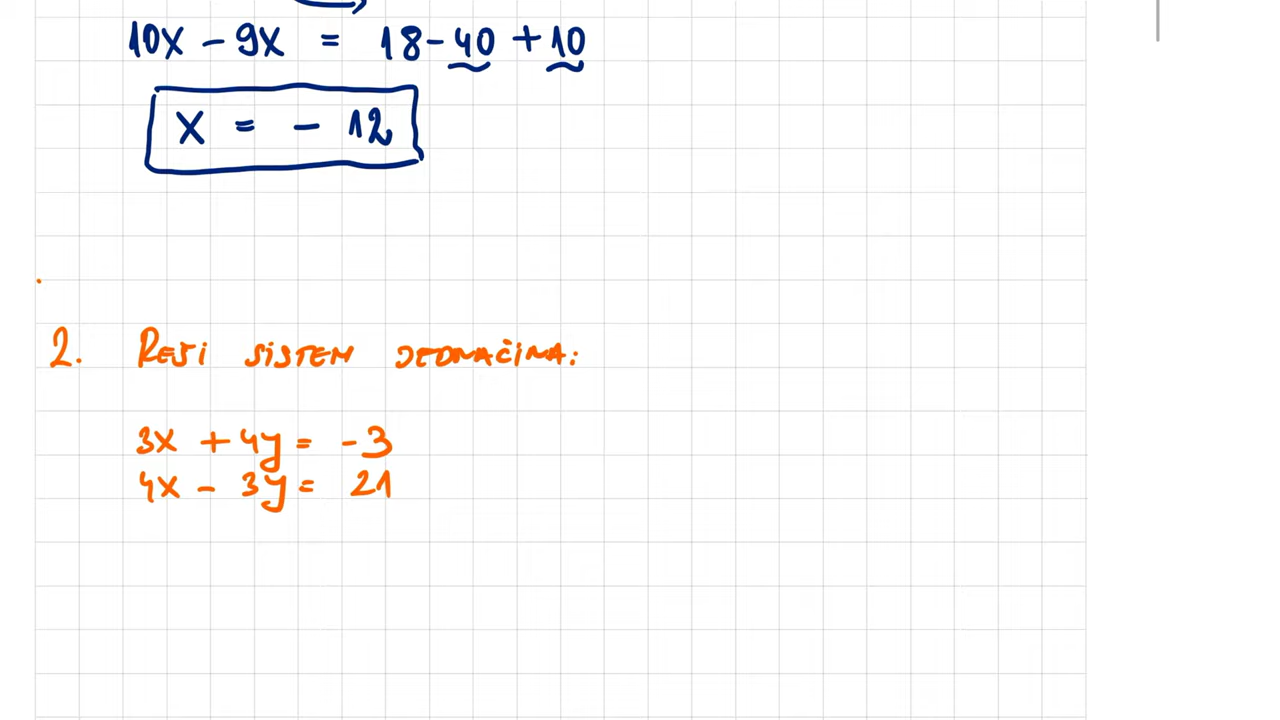 10x - 9x = 18 - 40 + 10
x = - 12
2. REŠI SISTEM JEDNAČINA:
3x + 4y = -3
4x - 3y = 21